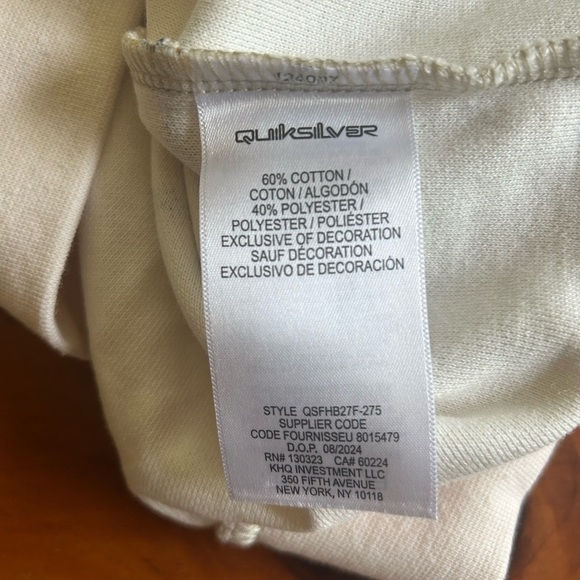 QUIKSILVER
60% COTTON /
COTON / ALGODÓN
40% POLYESTER /
POLYESTER / POLIÉSTER
EXCLUSIVE OF DECORATION
SAUF DÉCORATION
EXCLUSIVO DE DECORACIÓN
STYLE QSFHB27F-275
SUPPLIER CODE
CODE FOURNISSEU 8015479
D.O.P, 08/2024
RN# 130323 CA# 60224
KHQ INVESTMENT LLC
350 FIFTH AVENUE
NEW YORK, NY 10118